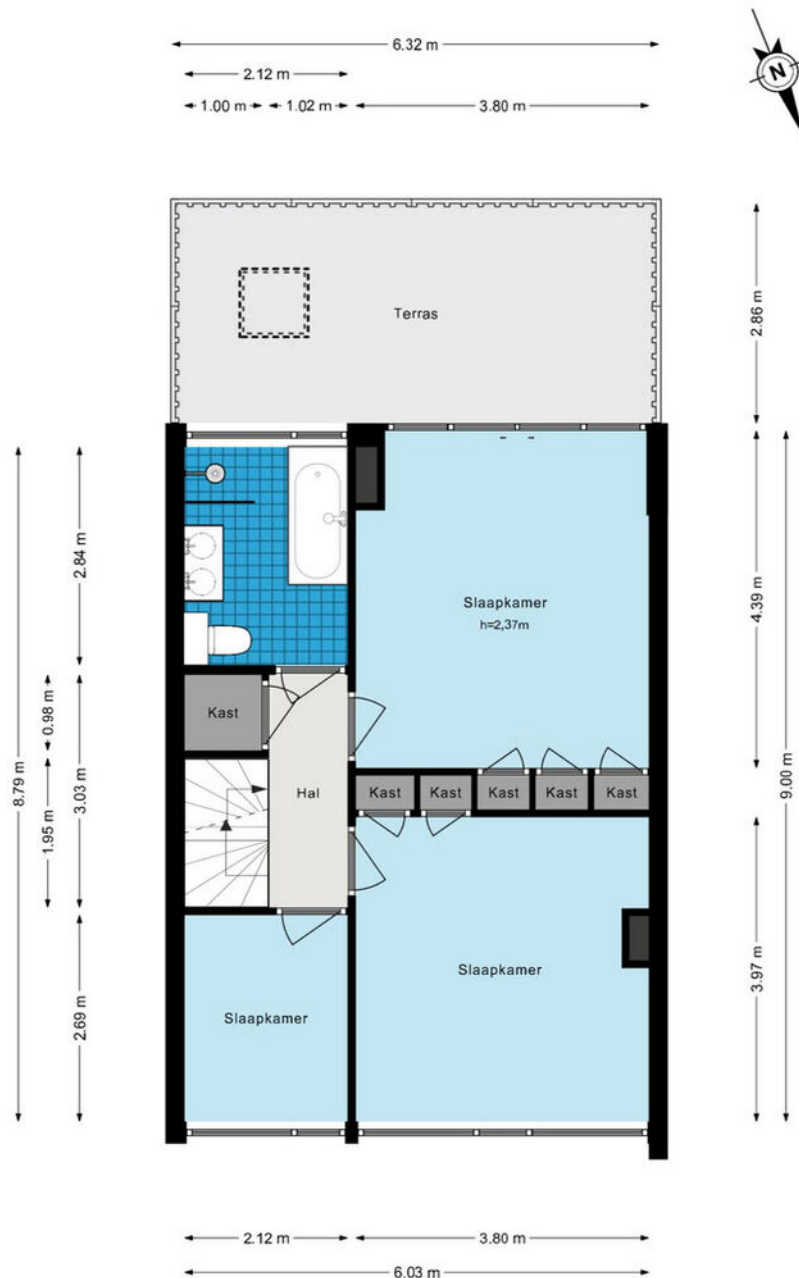 6.32 m
2.12 m
1.00 m 1.02 m 3.80 m
N
Terras
2.86 m
Slaapkamer
h=2,37m
2.84 m
4.39 m
Kast
0.98 m
Hal
8.79 m
3.03 m
1.95 m
9.00 m
Kast Kast Kast Kast Kast
Slaapkamer
3.97 m
Slaapkamer
2.69 m
2.12 m 3.80 m
6.03 m